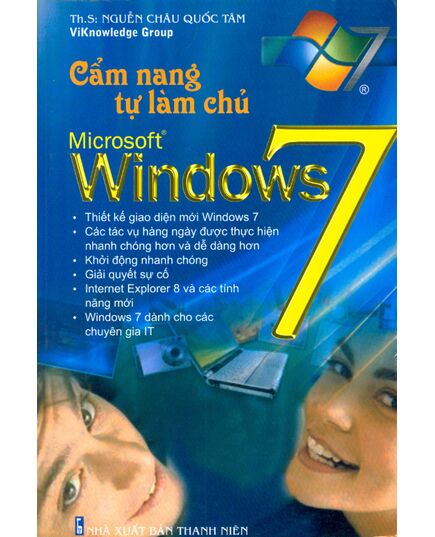 Th.S: NGUỄN CHÂU QUỐC TÂM
ViKnowledge Group
7®
Cẩm nang
tự làm chủ
Microsoft®
Windows 7
• Thiết kế giao diện mới Windows 7
• Các tác vụ hàng ngày được thực hiện
nhanh chóng hơn và dễ dàng hơn
• Khởi động nhanh chóng
• Giải quyết sự cố
• Internet Explorer 8 và các tính
năng mới
• Windows 7 dành cho các
chuyên gia IT
NHÀ XUẤT BẢN THANH NIÊN